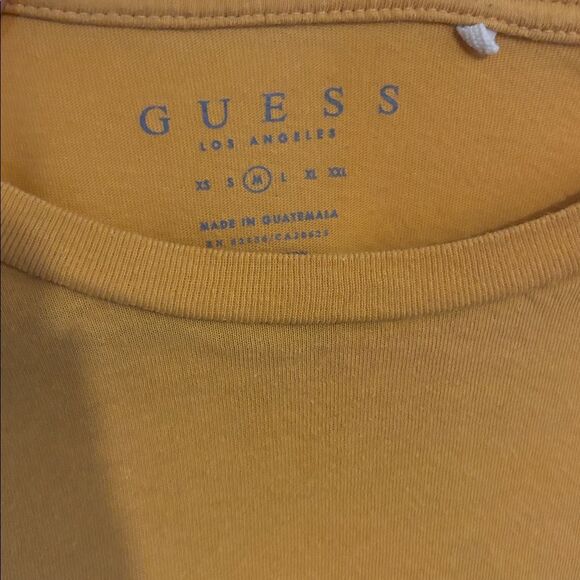 GUESS
LOS ANGELES
XS S M L XL XXL
MADE IN GUATEMALA